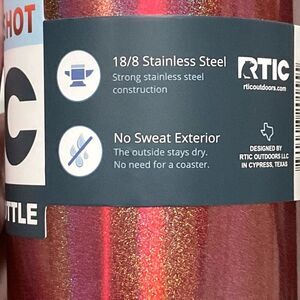 HOT
C
TTLE
18/8 Stainless Steel
Strong stainless steel
construction
No Sweat Exterior
The outside stays dry.
No need for a coaster.
RTIC
rticoutdoors.com
DESIGNED BY
RTIC OUTDOORS LLC
IN CYPRESS, TEXAS